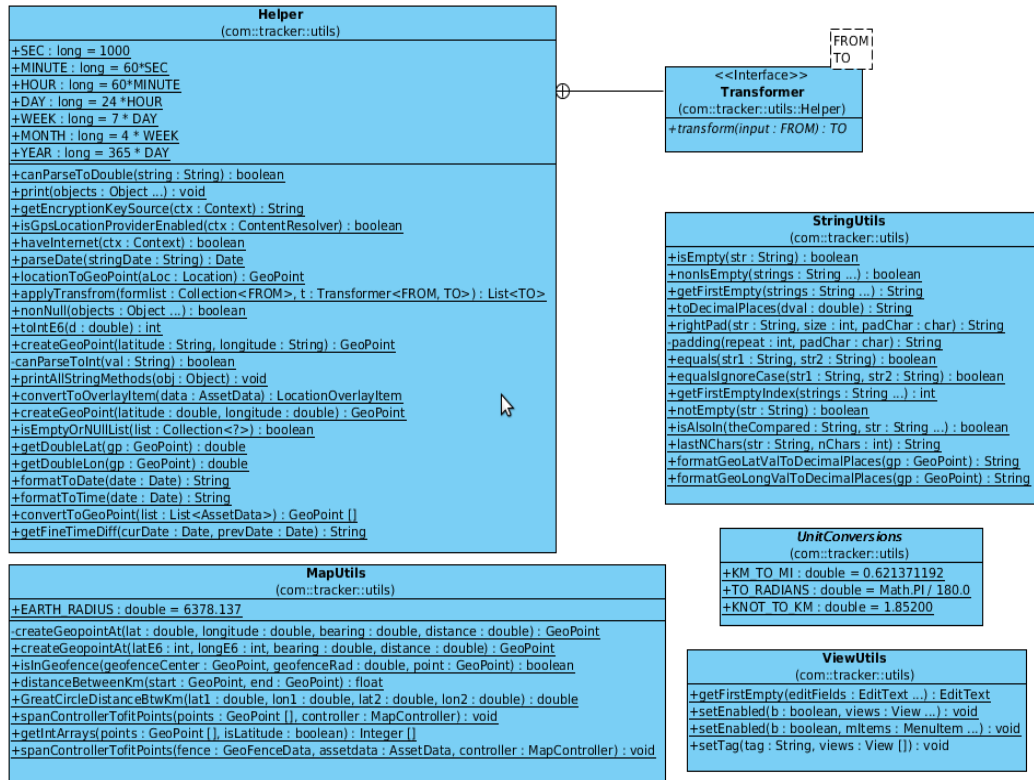 Helper
(com::tracker::utils)
+SEC : long = 1000
+MINUTE : long = 60*SEC
+HOUR : long = 60*MINUTE
+DAY : long = 24 *HOUR
+WEEK : long = 7 * DAY
+MONTH : long = 4 * WEEK
+YEAR : long = 365 * DAY
+canParseToDouble(string : String) : boolean
+print(objects : Object ...) : void
+getEncryptionKeySource(ctx : Context) : String
+isGpsLocationProviderEnabled(ctx : ContentResolver) : boolean
+haveInternet(ctx : Context) : boolean
+parseDate(stringDate : String) : Date
+locationToGeoPoint(aLoc : Location) : GeoPoint
+applyTransfrom(formlist : Collection<FROM>, t : Transformer<FROM, TO>) : List<TO>
+nonNull(objects : Object ...) : boolean
+toIntE6(d : double) : int
+createGeoPoint(latitude : String, longitude : String) : GeoPoint
-canParseToInt(val : String) : boolean
+printAllStringMethods(obj : Object) : void
+convertToOverlayItem(data : AssetData) : LocationOverlayItem
+createGeoPoint(latitude : double, longitude : double) : GeoPoint
+isEmptyOrNUllList(list : Collection<?>) : boolean
+getDoubleLat(gp : GeoPoint) : double
+getDoubleLon(gp : GeoPoint) : double
+formatToDate(date : Date) : String
+formatToTime(date : Date) : String
+convertToGeoPoint(list : List<AssetData>) : GeoPoint []
+getFineTimeDiff(curDate : Date, prevDate : Date) : String
FROM
TO
<<Interface>>
Transformer
(com::tracker::utils::Helper)
+transform(input : FROM) : TO
StringUtils
(com::tracker::utils)
+isEmpty(str : String) : boolean
+nonIsEmpty(strings : String ...) : boolean
+getFirstEmpty(strings : String ...) : String
+toDecimalPlaces(dval : double) : String
+rightPad(str : String, size : int, padChar : char) : String
-padding(repeat : int, padChar : char) : String
+equals(str1 : String, str2 : String) : boolean
+equalsIgnoreCase(str1 : String, str2 : String) : boolean
+getFirstEmptyIndex(strings : String ...) : int
+notEmpty(str : String) : boolean
+isAlsoIn(theCompared : String, str : String ...) : boolean
+lastNChars(str : String, nChars : int) : String
+formatGeoLatValToDecimalPlaces(gp : GeoPoint) : String
+formatGeoLongValToDecimalPlaces(gp : GeoPoint) : String
UnitConversions
(com::tracker::utils)
+KM_TO_MI : double = 0.621371192
+TO_RADIANS : double = Math.PI / 180.0
+KNOT_TO_KM : double = 1.85200
MapUtils
(com::tracker::utils)
+EARTH_RADIUS : double = 6378.137
-createGeopointAt(lat : double, longitude : double, bearing : double, distance : double) : GeoPoint
+createGeopointAt(latE6 : int, longE6 : int, bearing : double, distance : double) : GeoPoint
+isInGeofence(geofenceCenter : GeoPoint, geofenceRad : double, point : GeoPoint) : boolean
+distanceBetweenKm(start : GeoPoint, end : GeoPoint) : float
+GreatCircleDistanceBtwKm(lat1 : double, lon1 : double, lat2 : double, lon2 : double) : double
+spanControllerTofitPoints(points : GeoPoint [], controller : MapController) : void
+getIntArrays(points : GeoPoint [], isLatitude : boolean) : Integer []
+spanControllerTofitPoints(fence : GeoFenceData, assetdata : AssetData, controller : MapController) : void
ViewUtils
(com::tracker::utils)
+getFirstEmpty(editFields : EditText ...) : EditText
+setEnabled(b : boolean, views : View ...) : void
+setEnabled(b : boolean, mItems : MenuItem ...) : void
+setTag(tag : String, views : View []) : void